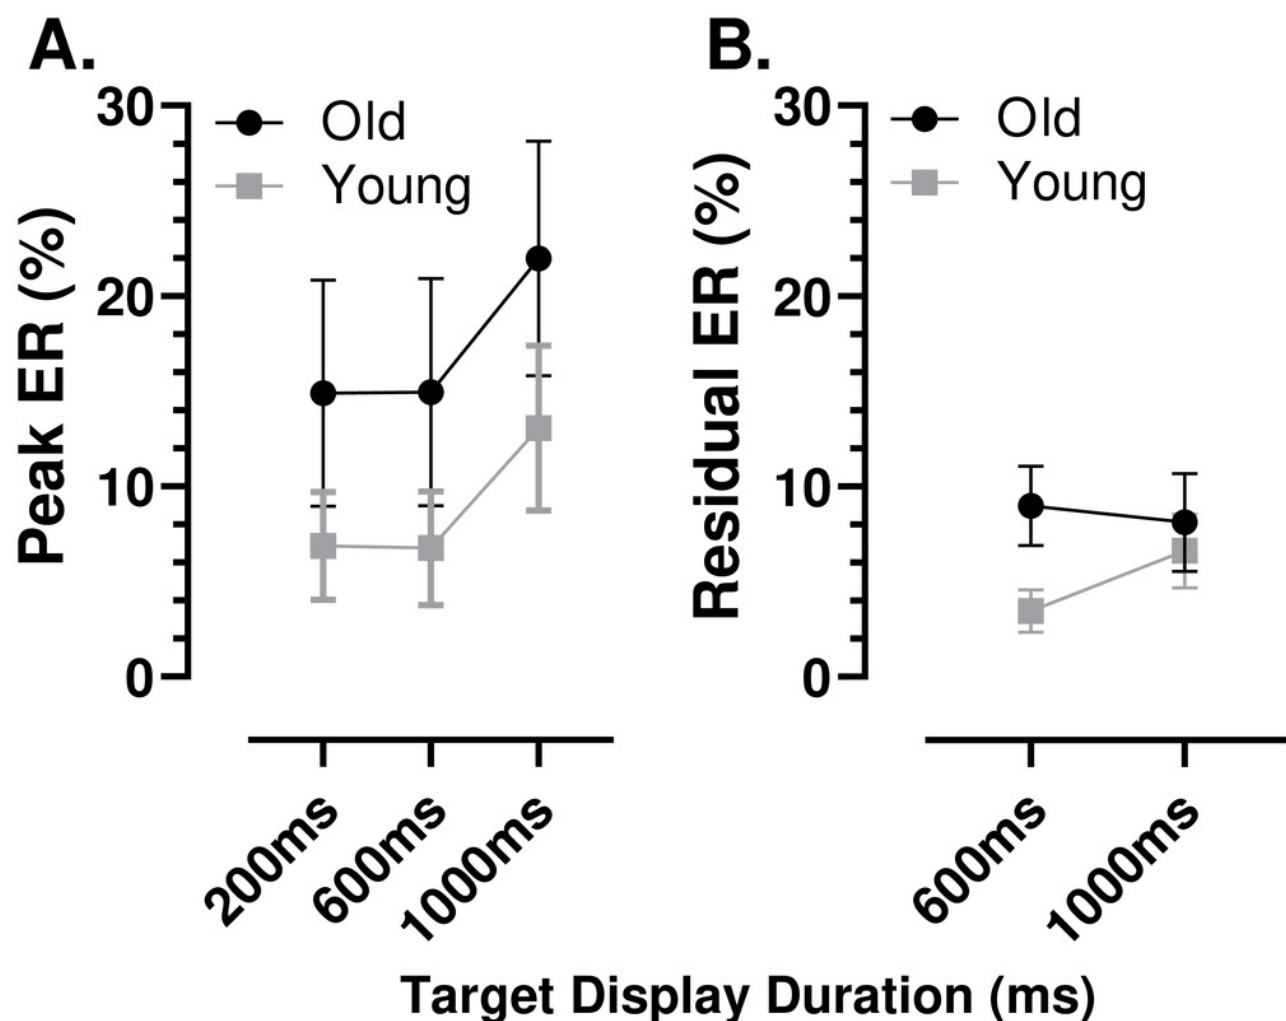 A.
30
20
10
0
Peak ER (%)
Old
Young
200ms
600ms
1000ms
B.
30
20
10
0
Residual ER (%)
Old
Young
600ms
1000ms
Target Display Duration (ms)